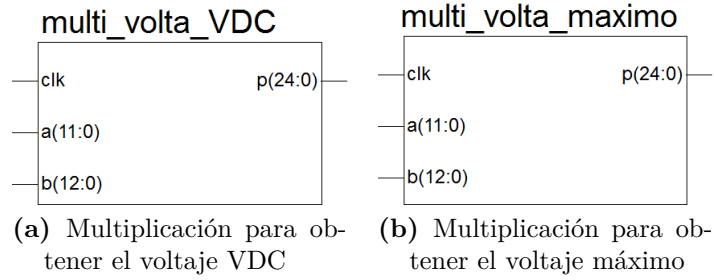 multi_volta_VDC
clk
p(24:0)
a(11:0)
b(12:0)
(a) Multiplicación para ob-
tener el voltaje VDC
multi_volta_maximo
clk
p(24:0)
a(11:0)
b(12:0)
(b) Multiplicación para ob-
tener el voltaje máximo